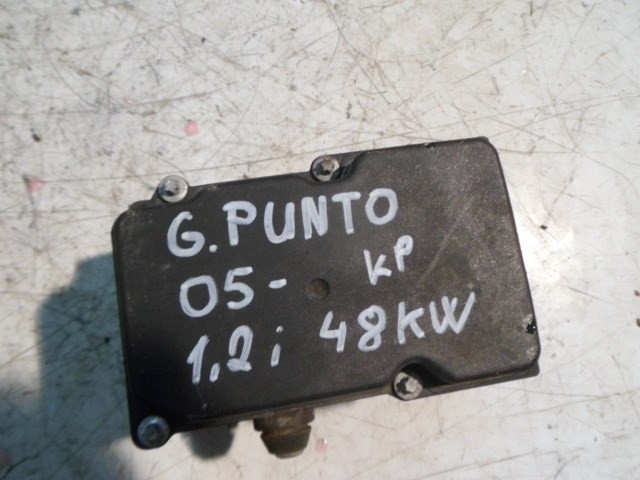 G. PUNTO
05- KP
1,2i 48KW